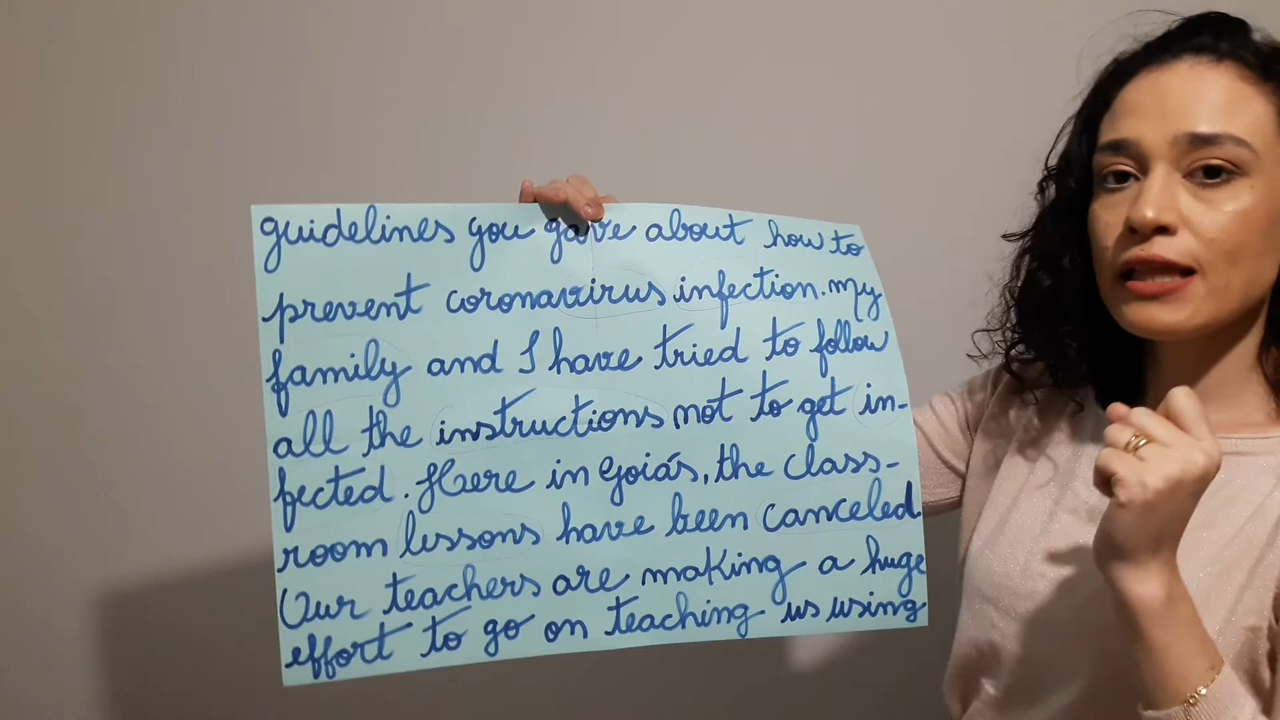 guidelines you gave about how to
prevent coronavirus infection. my
family and I have tried to follow
all the instructions not to get in-
fected. Here in Goiás, the class-
room lessons have been canceled.
Our teachers are making a huge
effort to go on teaching us using